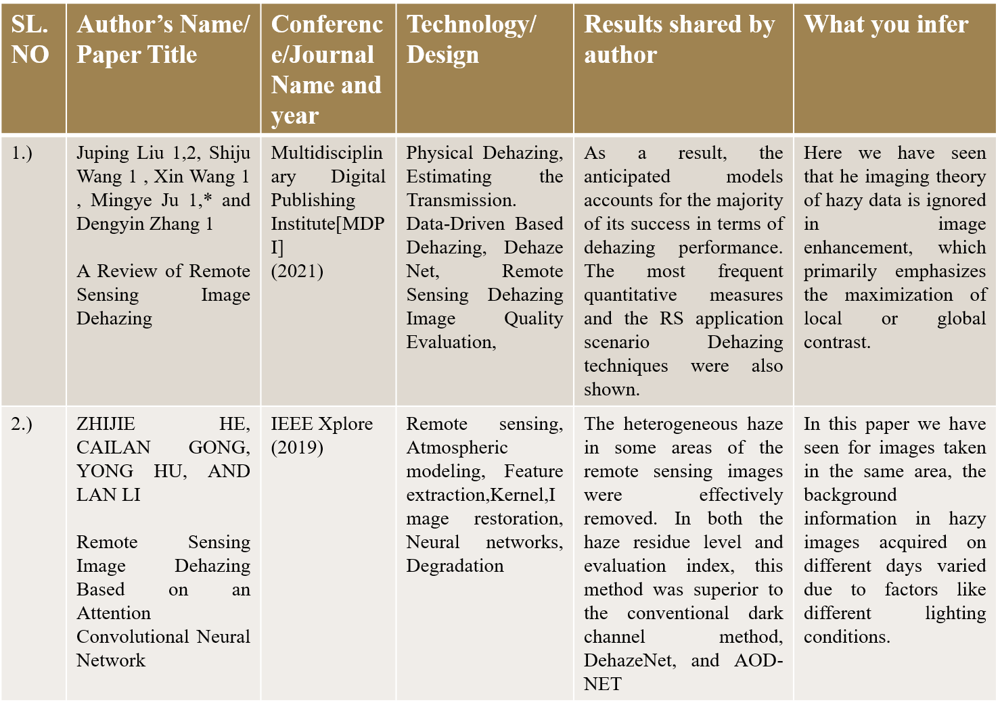 SL.
NO
Author’s Name/
Paper Title
Conferenc
e/Journal
Name and
year
Technology/
Design
Results shared by
author
What you infer
1.)
Juping Liu 1,2, Shiju
Wang 1 , Xin Wang 1
, Mingye Ju 1,* and
Dengyin Zhang 1
A Review of Remote
Sensing Image
Dehazing
Multidisciplin
ary Digital
Publishing
Institute[MDP
I]
(2021)
Physical Dehazing,
Estimating the
Transmission.
Data-Driven Based
Dehazing, Dehaze
Net, Remote
Sensing Dehazing
Image Quality
Evaluation,
As a result, the
anticipated models
accounts for the majority
of its success in terms of
dehazing performance.
The most frequent
quantitative measures
and the RS application
scenario Dehazing
techniques were also
shown.
Here we have seen
that he imaging theory
of hazy data is ignored
in image
enhancement, which
primarily emphasizes
the maximization of
local or global
contrast.
2.)
ZHIJIE HE,
CAILAN GONG,
YONG HU, AND
LAN LI
Remote Sensing
Image Dehazing
Based on an
Attention
Convolutional Neural
Network
IEEE Xplore
(2019)
Remote sensing,
Atmospheric
modeling, Feature
extraction,Kernel,I
mage restoration,
Neural networks,
Degradation
The heterogeneous haze
in some areas of the
remote sensing images
were effectively
removed. In both the
haze residue level and
evaluation index, this
method was superior to
the conventional dark
channel method,
DehazeNet, and AOD-
NET
In this paper we have
seen for images taken
in the same area, the
background
information in hazy
images acquired on
different days varied
due to factors like
different lighting
conditions.